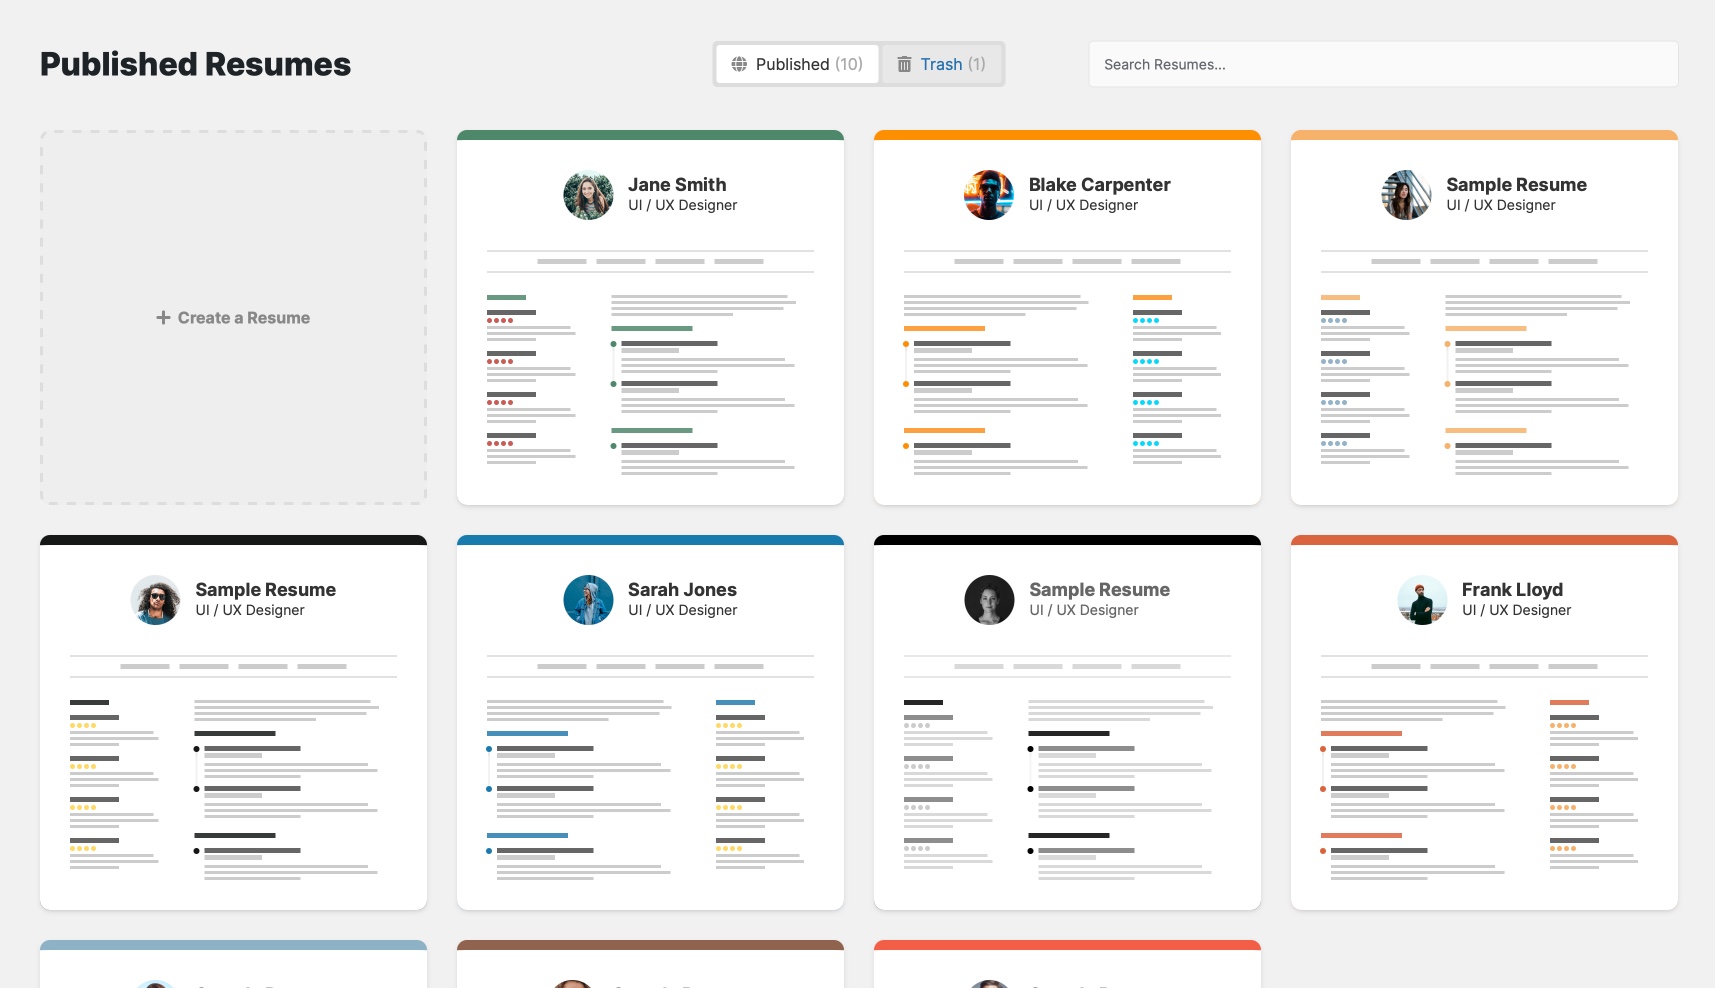 Published Resumes
Published (10)
Trash (1)
Search Resumes...
Create a Resume
Jane Smith
UI / UX Designer
Blake Carpenter
UI / UX Designer
Sample Resume
UI / UX Designer
Sample Resume
UI / UX Designer
Sarah Jones
UI / UX Designer
Sample Resume
UI / UX Designer
Frank Lloyd
UI / UX Designer